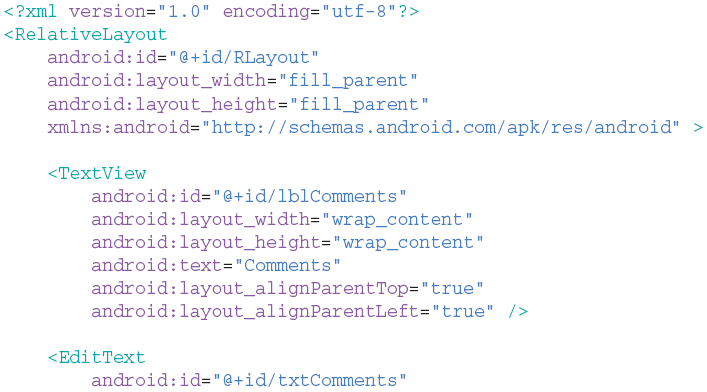 <?xml version="1.0" encoding="utf-8"?>
<RelativeLayout
    android:id="@+id/RLayout"
    android:layout_width="fill_parent"
    android:layout_height="fill_parent"
    xmlns:android="http://schemas.android.com/apk/res/android" >

    <TextView
        android:id="@+id/lblComments"
        android:layout_width="wrap_content"
        android:layout_height="wrap_content"
        android:text="Comments"
        android:layout_alignParentTop="true"
        android:layout_alignParentLeft="true" />

    <EditText
        android:id="@+id/txtComments"